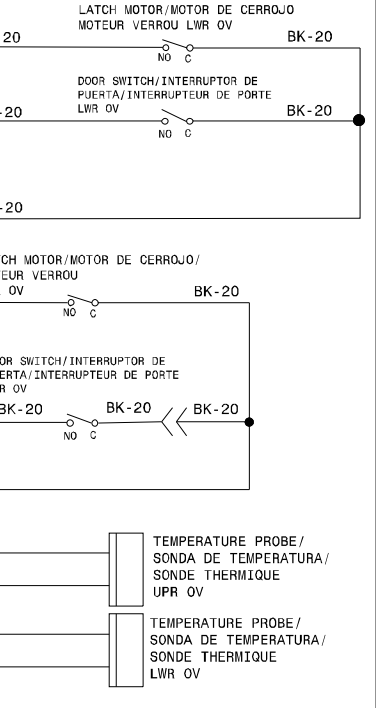 LATCH MOTOR/MOTOR DE CERROJO
MOTEUR VERROU LWR OV
20
BK-20
NO C
DOOR SWITCH/INTERRUPTOR DE
PUERTA/INTERRUPTEUR DE PORTE
LWR OV
-20
BK-20
NO C
-20
CH MOTOR/MOTOR DE CERROJO/
EUR VERROU
OV
BK-20
NO C
OR SWITCH/INTERRUPTOR DE
ERTA/INTERRUPTEUR DE PORTE
R OV
BK-20
BK-20
BK-20
NO C
TEMPERATURE PROBE/
SONDA DE TEMPERATURA/
SONDE THERMIQUE
UPR OV
TEMPERATURE PROBE/
SONDA DE TEMPERATURA/
SONDE THERMIQUE
LWR OV